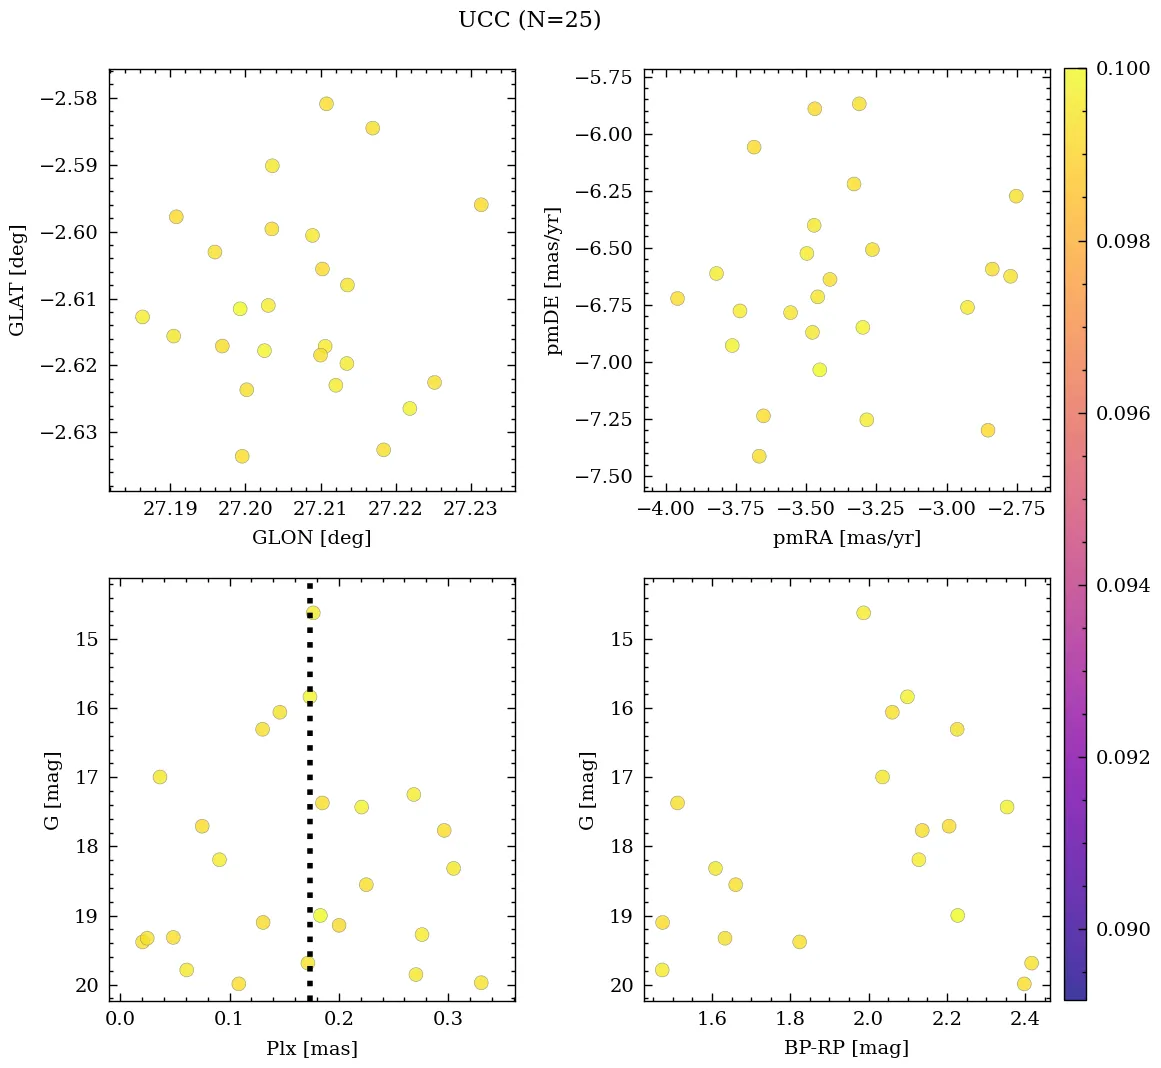 UCC (N=25)
−2.58
−2.59
−2.60
−2.61
−2.62
−2.63
GLAT [deg]
27.19 27.20 27.21 27.22 27.23
GLON [deg]
−5.75
−6.00
−6.25
−6.50
−6.75
−7.00
−7.25
−7.50
pmDE [mas/yr]
−4.00 −3.75 −3.50 −3.25 −3.00 −2.75
pmRA [mas/yr]
0.100
0.098
0.096
0.094
0.092
0.090
15
16
17
18
19
20
G [mag]
0.0 0.1 0.2 0.3
Plx [mas]
15
16
17
18
19
20
G [mag]
1.6 1.8 2.0 2.2 2.4
BP-RP [mag]